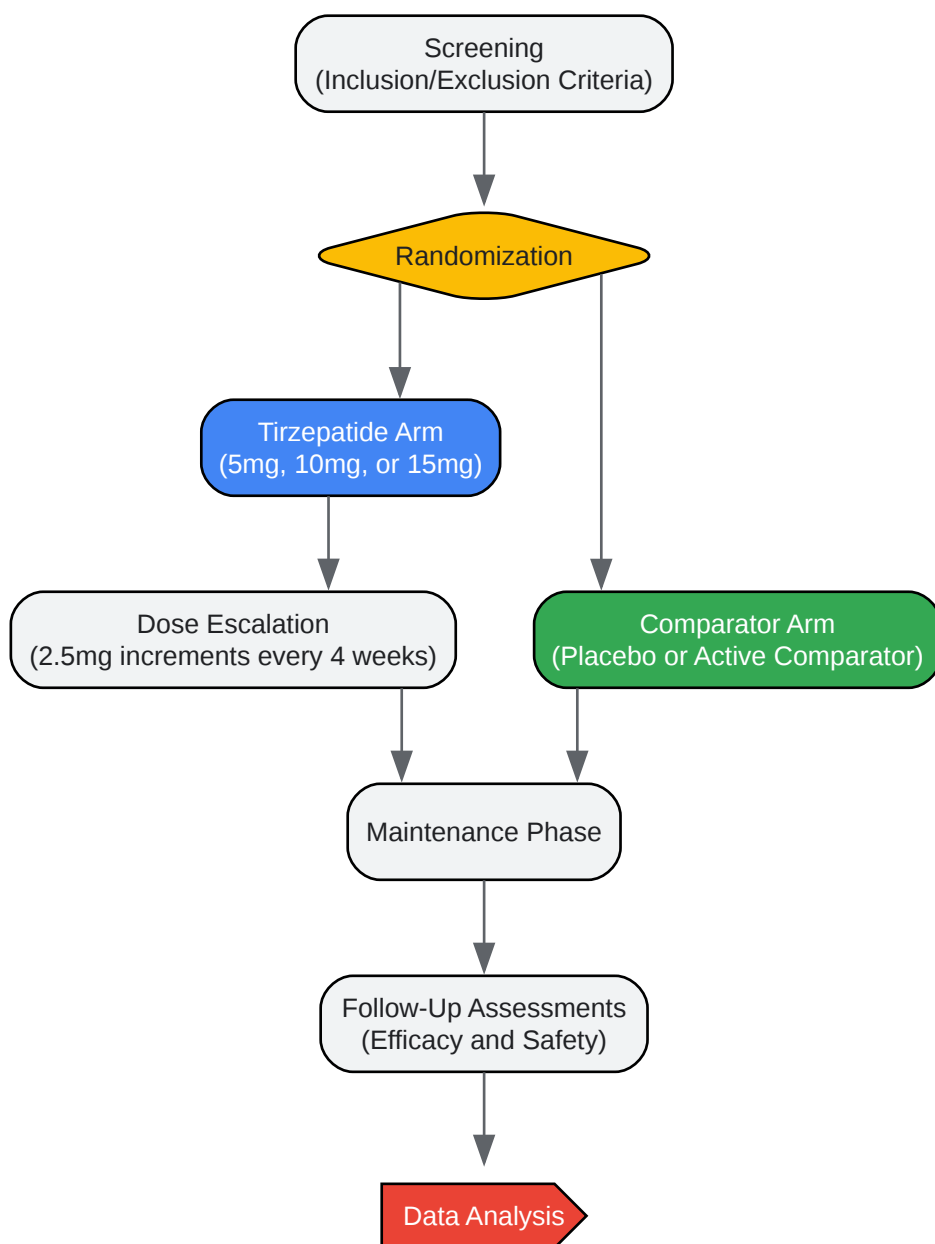 Screening
(Inclusion/Exclusion Criteria)
Randomization
Tirzepatide Arm
(5mg, 10mg, or 15mg)
Dose Escalation
(2.5mg increments every 4 weeks)
Comparator Arm
(Placebo or Active Comparator)
Maintenance Phase
Follow-Up Assessments
(Efficacy and Safety)
Data Analysis